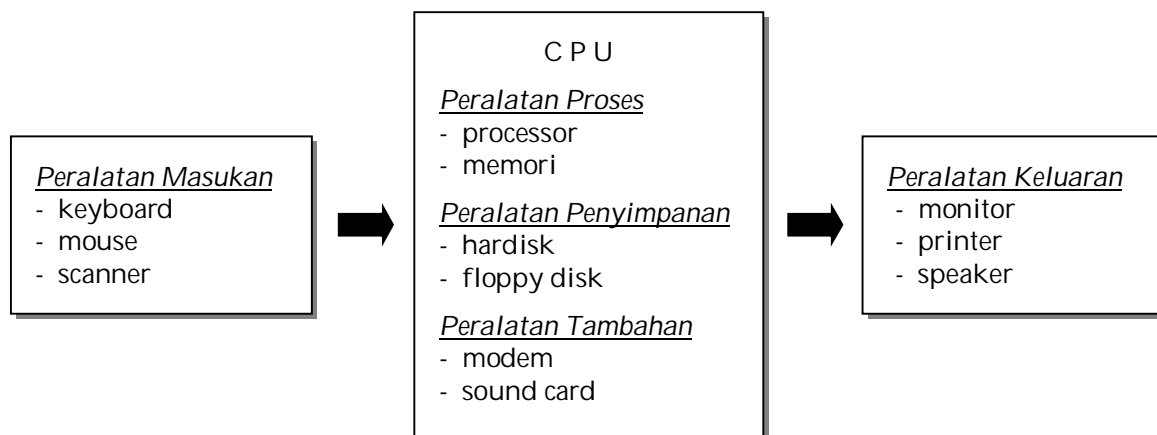 Peralatan Masukan
- keyboard
- mouse
- scanner
C P U
Peralatan Proses
- processor
- memori
Peralatan Penyimpanan
- hardisk
- floppy disk
Peralatan Tambahan
- modem
- sound card
Peralatan Keluaran
- monitor
- printer
- speaker